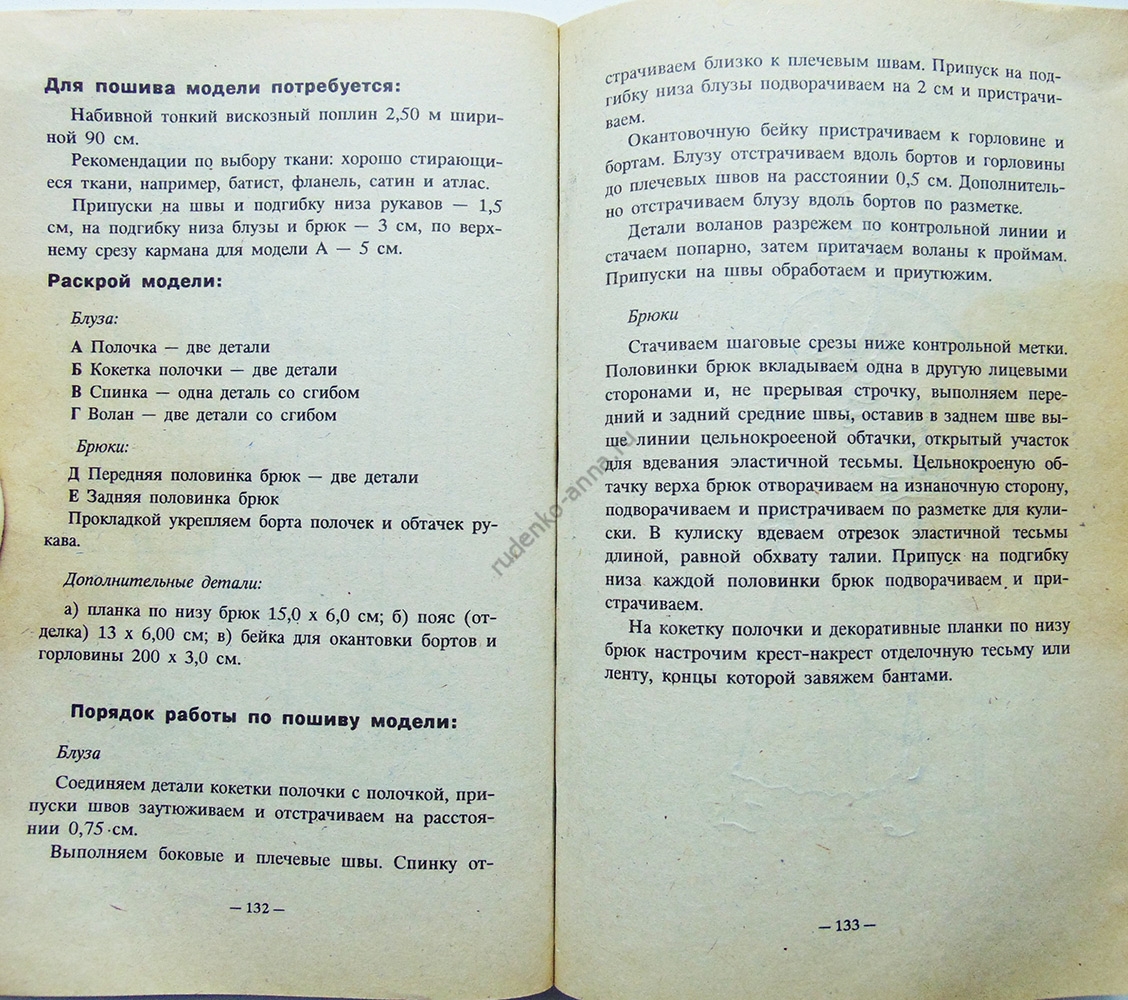 Для пошива модели потребуется:
Набивной тонкий вискозный поплин 2,50 м шири-
ной 90 см.
Рекомендации по выбору ткани: хорошо стирающи-
еся ткани, например, батист, фланель, сатин и атлас.
Припуски на швы и подгибку низа рукавов — 1,5
см, на подгибку низа блузы и брюк — 3 см, по верх-
нему срезу кармана для модели А — 5 см.
Раскрой модели:
Блуза:
А Полочка — две детали
Б Кокетка полочки — две детали
В Спинка — одна деталь со сгибом
Г Волан — две детали со сгибом
Брюки:
Д Передняя половинка брюк — две детали
Е Задняя половинка брюк
Прокладкой укрепляем борта полочек и обтачек ру-
кава.
Дополнительные детали:
а) планка по низу брюк 15,0 х 6,0 см; б) пояс (от-
делка) 13 х 6,00 см; в) бейка для окантовки бортов и
горловины 200 х 3,0 см.
Порядок работы по пошиву модели:
Блуза
Соединяем детали кокетки полочки с полочкой, при-
пуски швов заутюживаем и отстрачиваем на расстоя-
нии 0,75 см.
Выполняем боковые и плечевые швы. Спинку от-
— 132 —
страчиваем близко к плечевым швам. Припуск на под-
гибку низа блузы подворачиваем на 2 см и пристрачи-
ваем.
Окантовочную бейку пристрачиваем к горловине и
бортам. Блузу отстрачиваем вдоль бортов и горловины
до плечевых швов на расстоянии 0,5 см. Дополнитель-
но отстрачиваем блузу вдоль бортов по разметке.
Детали воланов разрежем по контрольной линии и
стачаем попарно, затем притачаем воланы к проймам.
Припуски на швы обработаем и приутюжим.
Брюки
Стачиваем шаговые срезы ниже контрольной метки.
Половинки брюк вкладываем одна в другую лицевыми
сторонами и, не прерывая строчку, выполняем пере-
дний и задний средние швы, оставив в заднем шве вы-
ше линии цельнокроееной обтачки, открытый участок
для вдевания эластичной тесьмы. Цельнокроеную об-
тачку верха брюк отворачиваем на изнаночную сторону,
подворачиваем и пристрачиваем по разметке для кули-
ски. В кулиску вдеваем отрезок эластичной тесьмы
длиной, равной обхвату талии. Припуск на подгибку
низа каждой половинки брюк подворачиваем и при-
страчиваем.
На кокетку полочки и декоративные планки по низу
брюк настрочим крест-накрест отделочную тесьму или
ленту, концы которой завяжем бантами.
— 133 —
rudenko-anna.ru